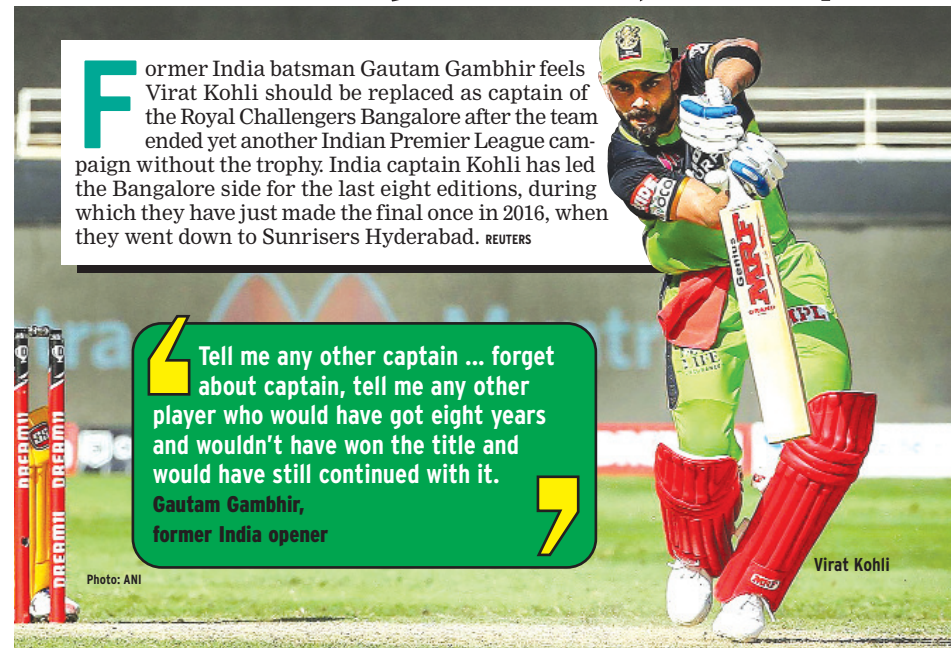 Former India batsman Gautam Gambhir feels
Virat Kohli should be replaced as captain of
the Royal Challengers Bangalore after the team
ended yet another Indian Premier League cam-
paign without the trophy. India captain Kohli has led
the Bangalore side for the last eight editions, during
which they have just made the final once in 2016, when
they went down to Sunrisers Hyderabad. REUTERS
Tell me any other captain ... forget
about captain, tell me any other
player who would have got eight years
and wouldn't have won the title and
would have still continued with it.
Gautam Gambhir,
former India opener
Photo: ANI
Virat Kohli
DREAM11
DREAM11
DREAM11
Genius
MRF
GRAND
IPL
MRF